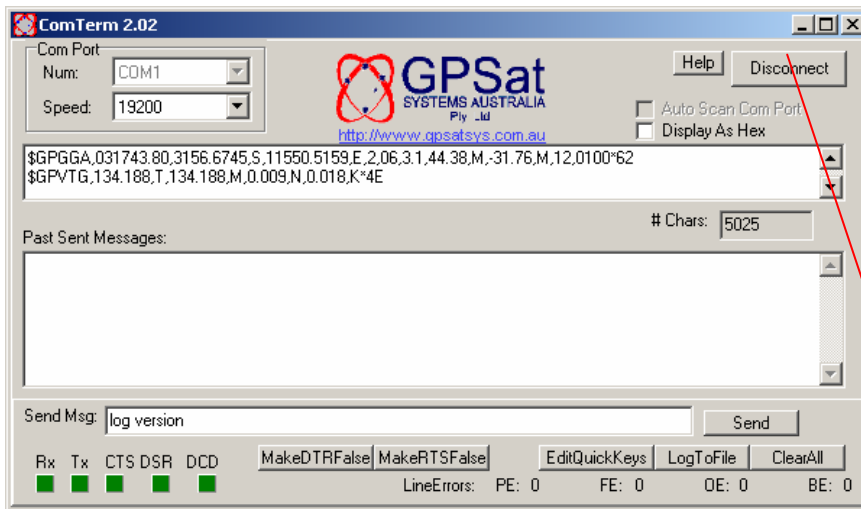 ComTerm 2.02
Com Port
Num: COM1
Speed: 19200
GPSat
SYSTEMS AUSTRALIA
Pty Ltd
http://www.gpsatsys.com.au
Help
Disconnect
Auto Scan Com Port
Display As Hex
$GPGGA,031743.80,3156.6745,S,11550.5159,E,2,06,3.1,44.38,M,-31.76,M,12,0100*62
$GPVTG,134.188,T,134.188,M,0.009,N,0.018,K*4E
# Chars: 5025
Past Sent Messages:
Send Msg: log version
Send
Rx Tx CTS DSR DCD
MakeDTRFalse MakeRTSFalse EditQuickKeys LogToFile ClearAll
LineErrors: PE: 0 FE: 0 OE: 0 BE: 0